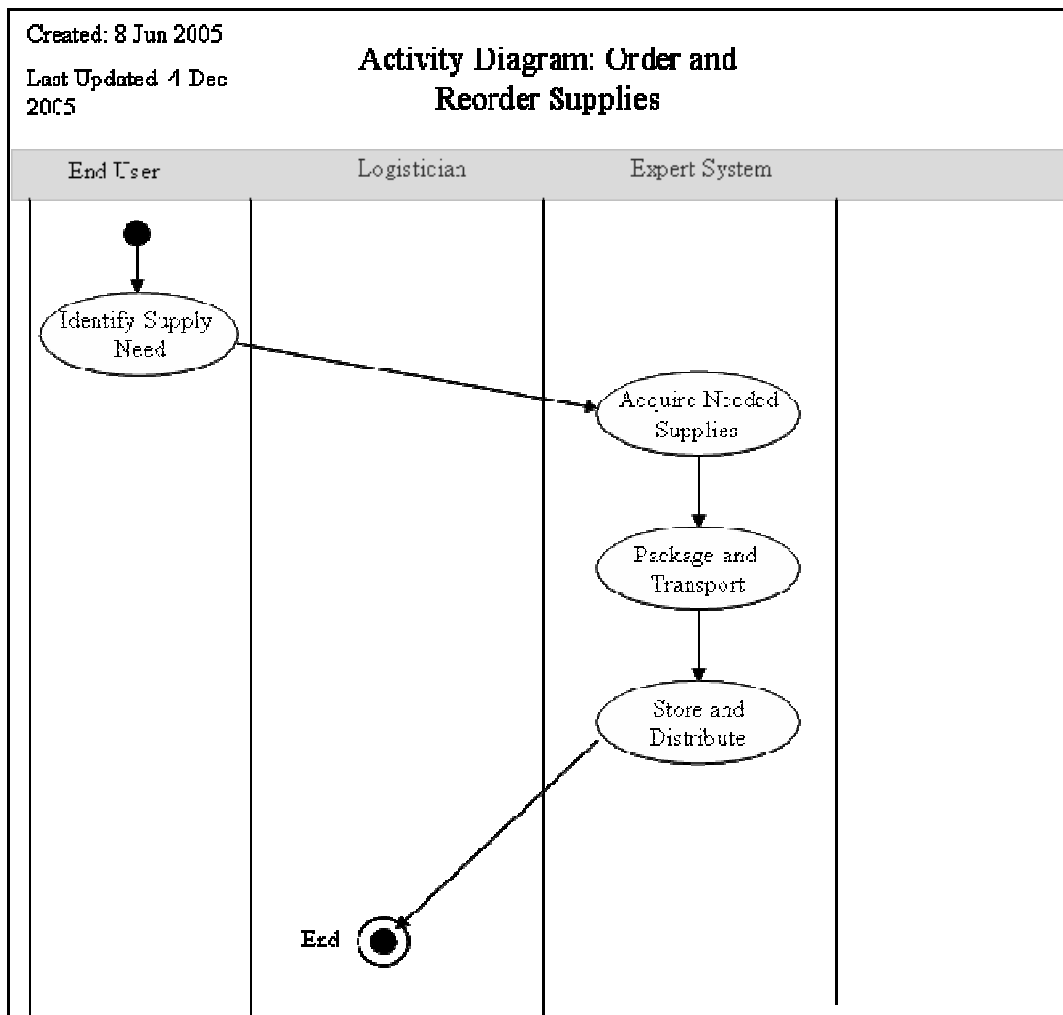 Created: 8 Jun 2005
Last Updated 4 Dec
2005
Activity Diagram: Order and
Reorder Supplies
End User
Logistician
Expert System
Identify Supply
Need
Acquire Needed
Supplies
Package and
Transport
Store and
Distribute
End